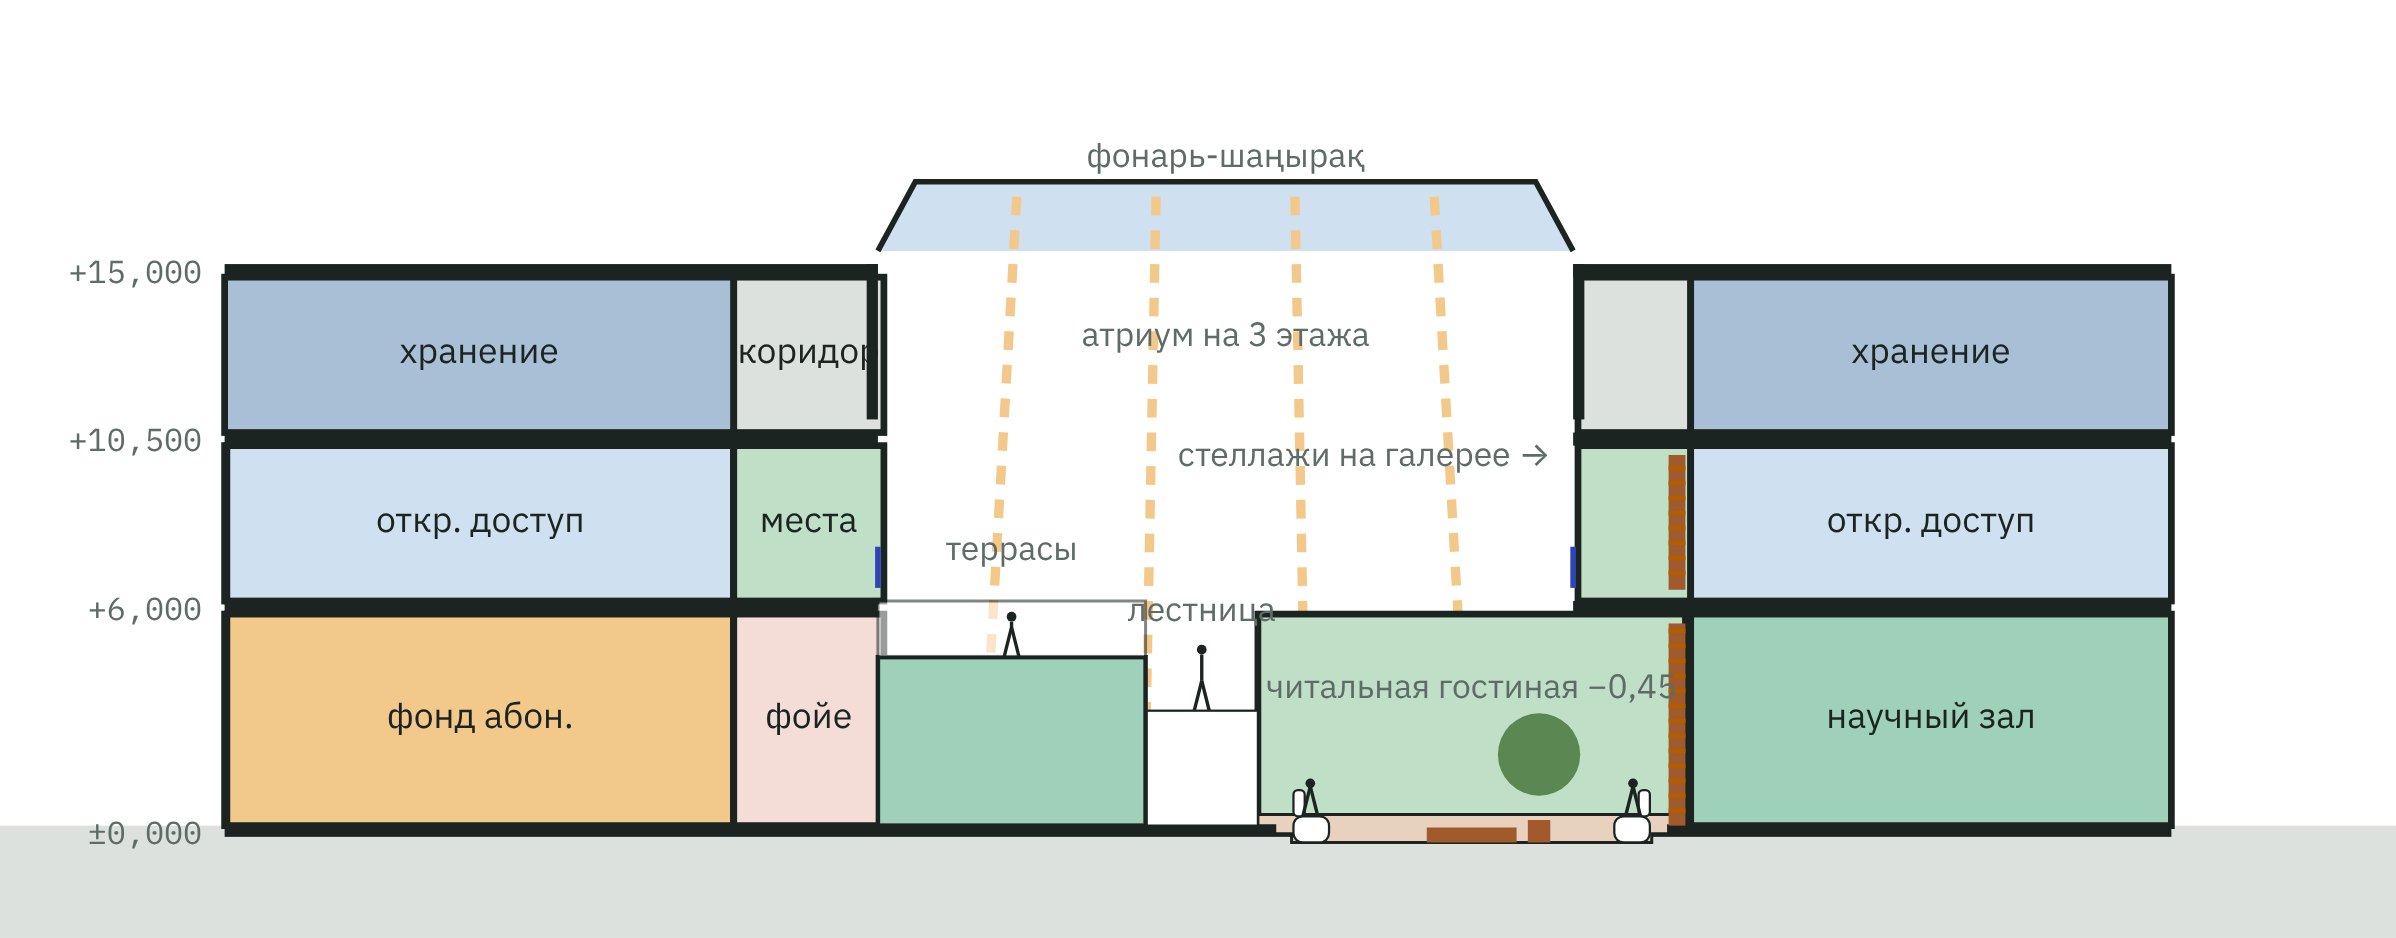 фонарь-шаңырақ
+15,000
хранение
коридор
атриум на 3 этажа
хранение
+10,500
стеллажи на галерее →
откр. доступ
места
террасы
откр. доступ
+6,000
лестница
читальная гостиная −0,45
фонд абон.
фойе
научный зал
±0,000